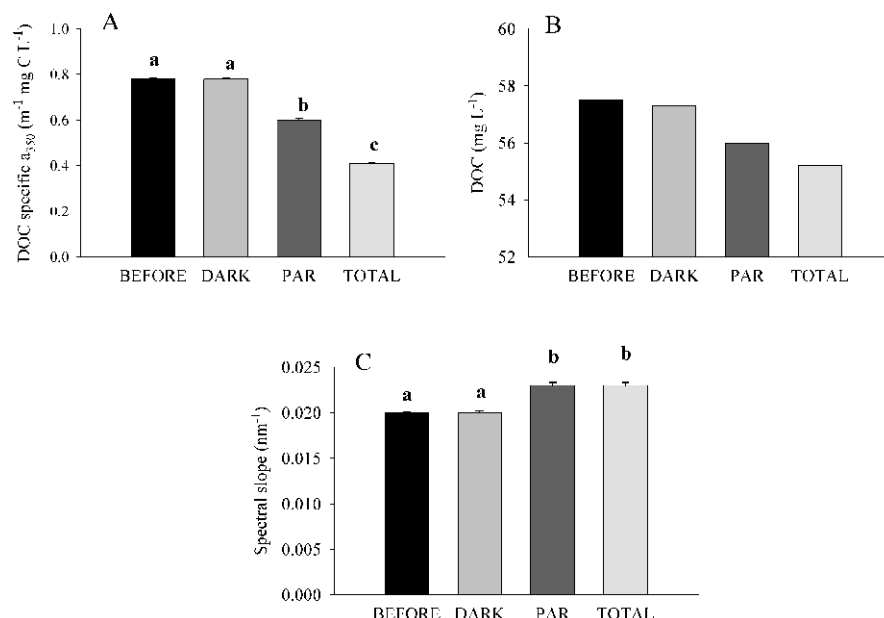 A
DOC specific a350 (m-1 mg C L-1)
1.0
0.8
0.6
0.4
0.2
0.0
a
a
b
c
BEFORE DARK PAR TOTAL
B
DOC (mg L-1)
60
58
56
54
52
BEFORE DARK PAR TOTAL
C
Spectral slope (nm-1)
0.025
0.020
0.015
0.010
0.005
0.000
a
a
b
b
BEFORE DARK PAR TOTAL